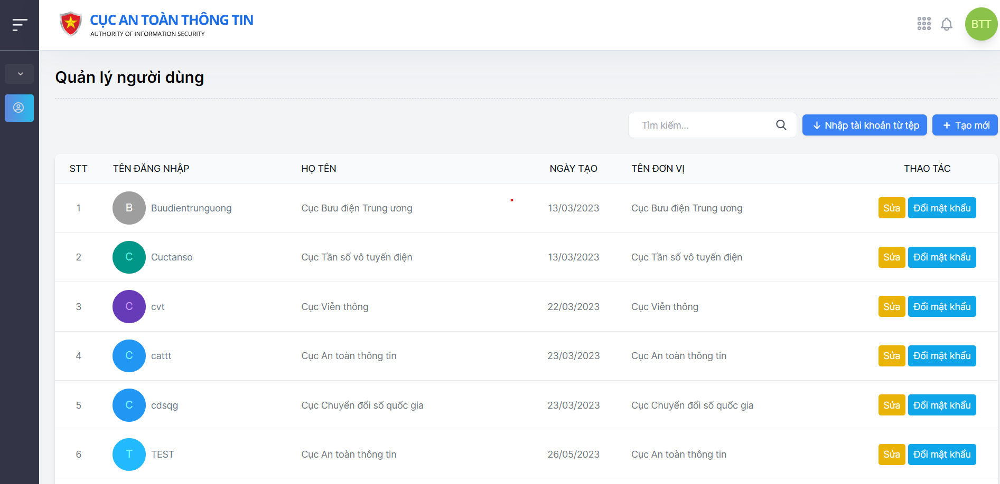 CỤC AN TOÀN THÔNG TIN
AUTHORITY OF INFORMATION SECURITY
BTT
Quản lý người dùng
Tìm kiếm...
Nhập tài khoản từ tệp
+ Tạo mới
STT TÊN ĐĂNG NHẬP HỌ TÊN NGÀY TẠO TÊN ĐƠN VỊ THAO TÁC
1 B Buudientrunguong Cục Bưu điện Trung ương 13/03/2023 Cục Bưu điện Trung ương Sửa Đổi mật khẩu
2 C Cuctanso Cục Tần số vô tuyến điện 13/03/2023 Cục Tần số vô tuyến điện Sửa Đổi mật khẩu
3 C cvt Cục Viễn thông 22/03/2023 Cục Viễn thông Sửa Đổi mật khẩu
4 C cattt Cục An toàn thông tin 23/03/2023 Cục An toàn thông tin Sửa Đổi mật khẩu
5 C cdsqg Cục Chuyển đổi số quốc gia 23/03/2023 Cục Chuyển đổi số quốc gia Sửa Đổi mật khẩu
6 T TEST Cục An toàn thông tin 26/05/2023 Cục An toàn thông tin Sửa Đổi mật khẩu